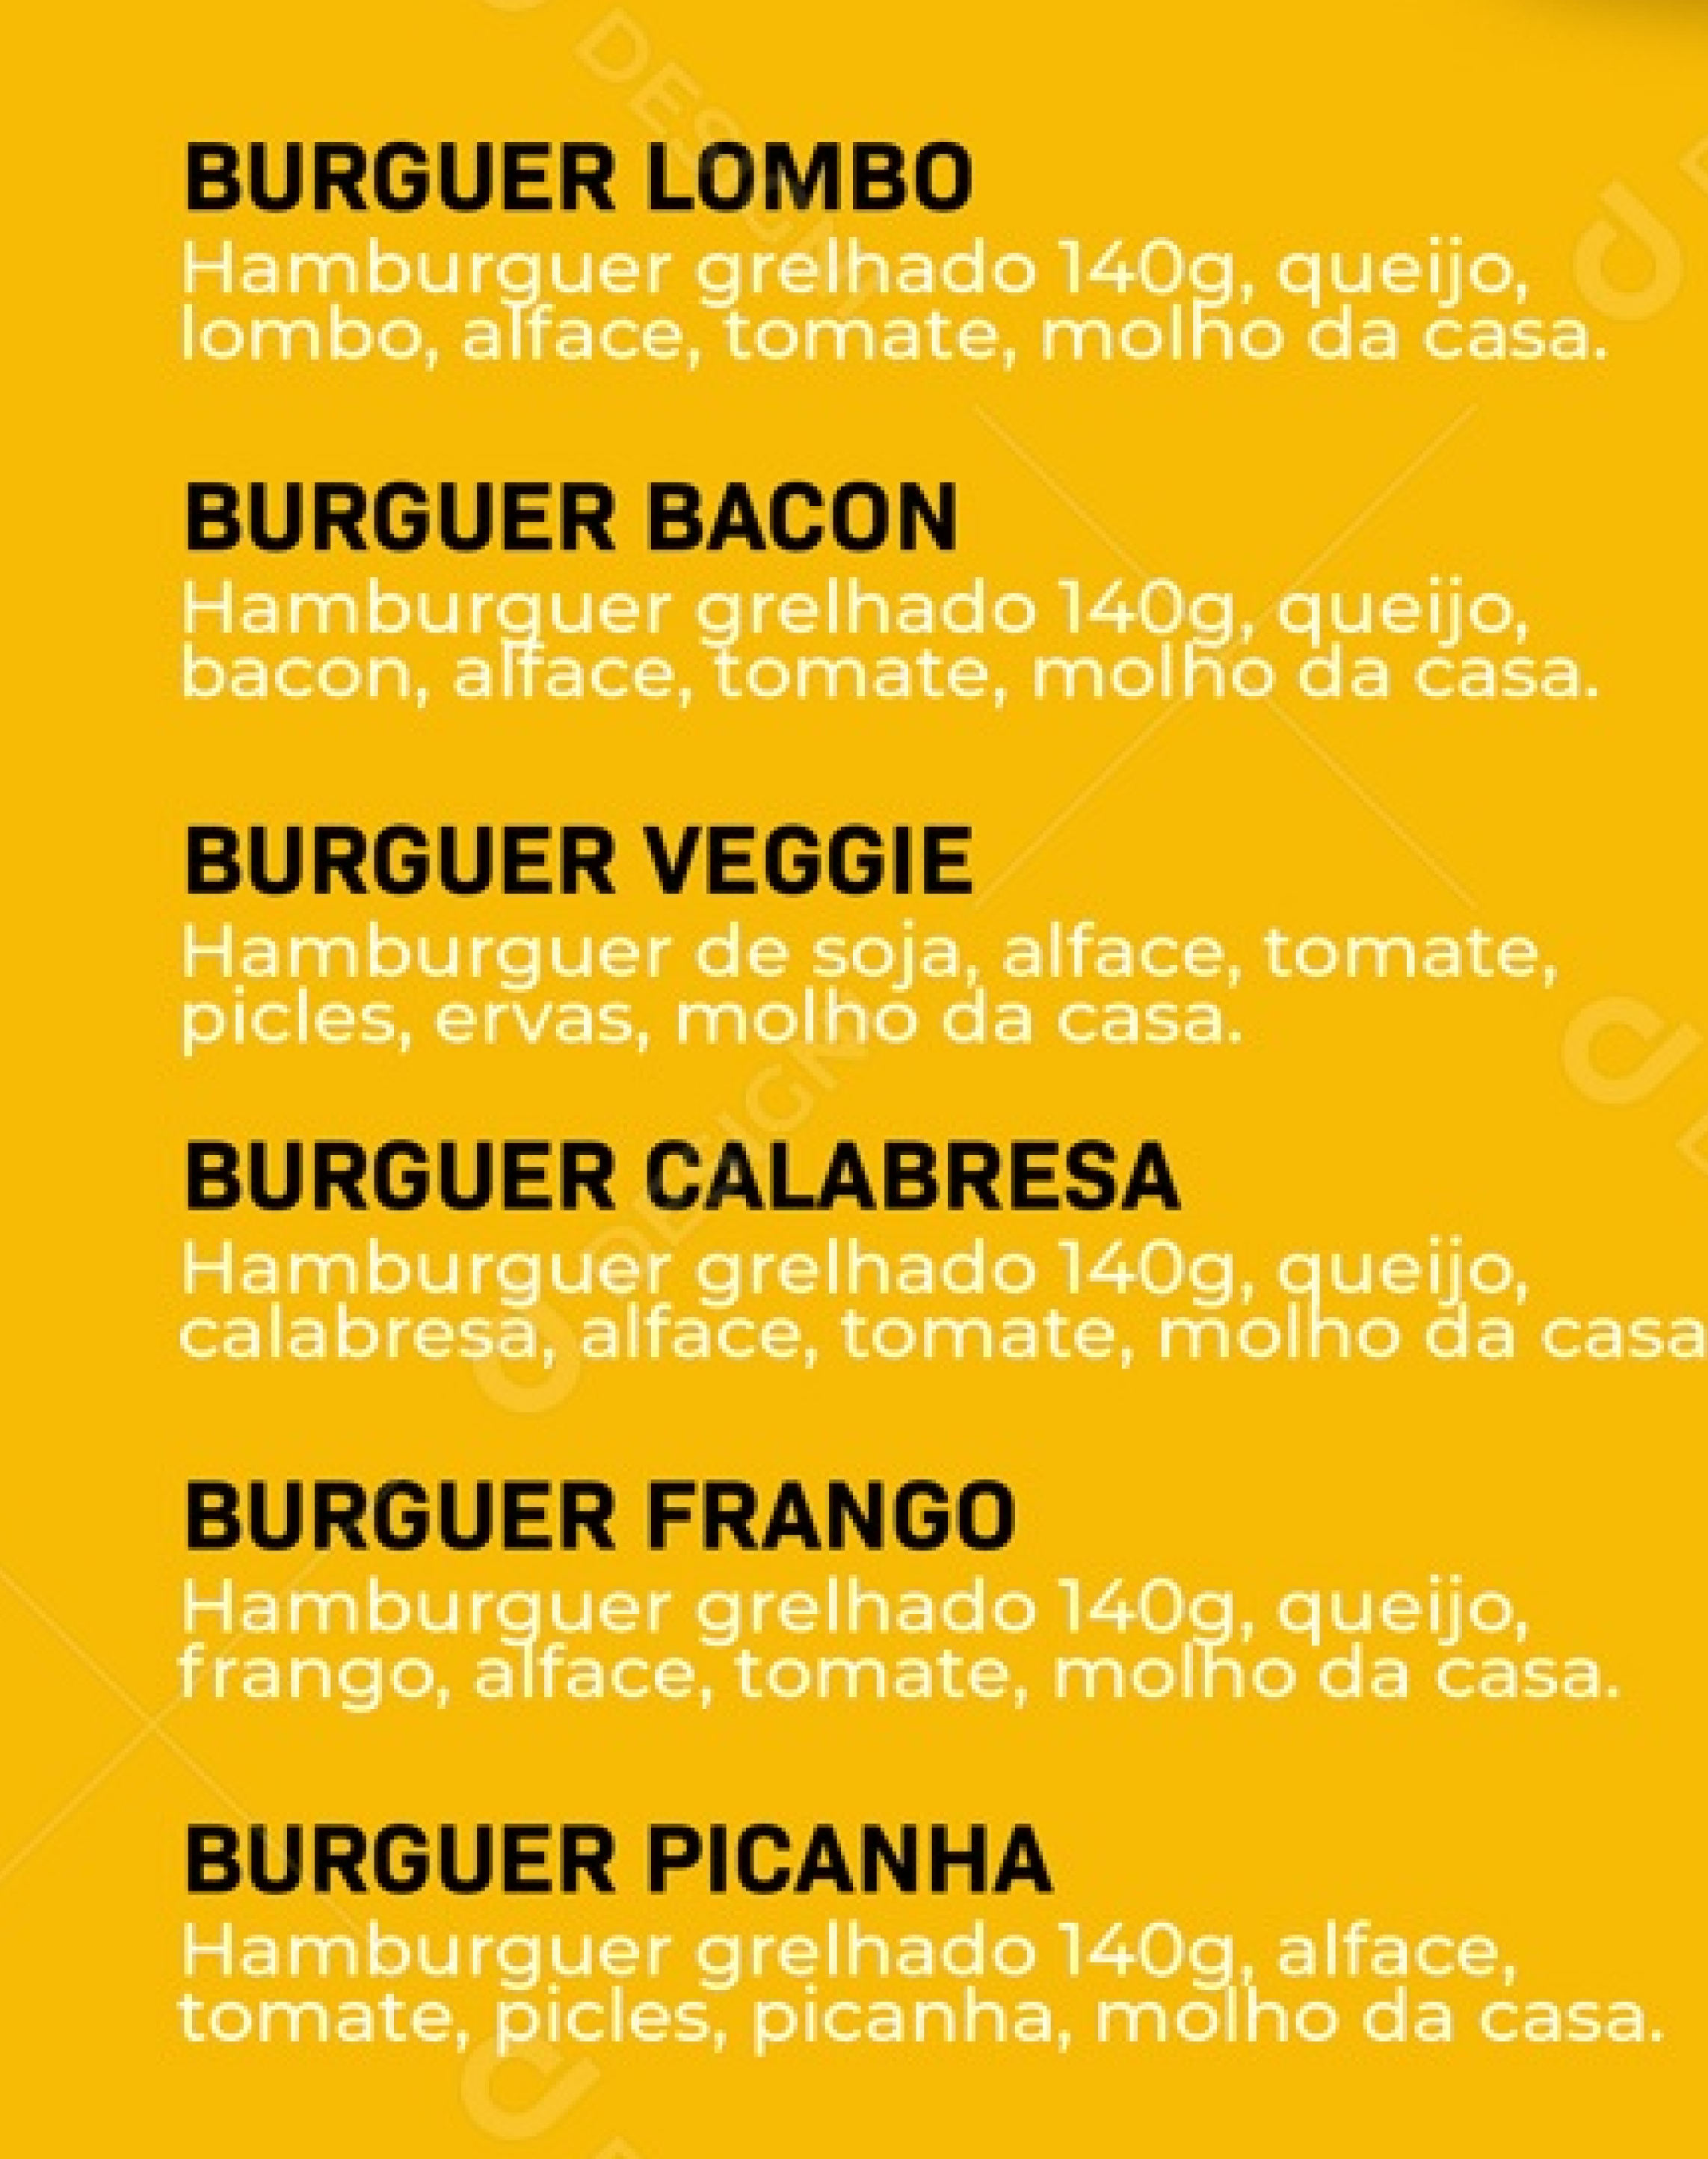 BURGUER LOMBO
Hamburguer grelhado 140g, queijo,
lombo, alface, tomate, molho da casa.
BURGUER BACON
Hamburguer grelhado 140g, queijo,
bacon, alface, tomate, molho da casa.
BURGUER VEGGIE
Hamburguer de soja, alface, tomate,
picles, ervas, molho da casa.
BURGUER CALABRESA
Hamburguer grelhado 140g, queijo,
calabresa, alface, tomate, molho da casa
BURGUER FRANGO
Hamburguer grelhado 140g, queijo,
frango, alface, tomate, molho da casa.
BURGUER PICANHA
Hamburguer grelhado 140g, alface,
tomate, picles, picanha, molho da casa.